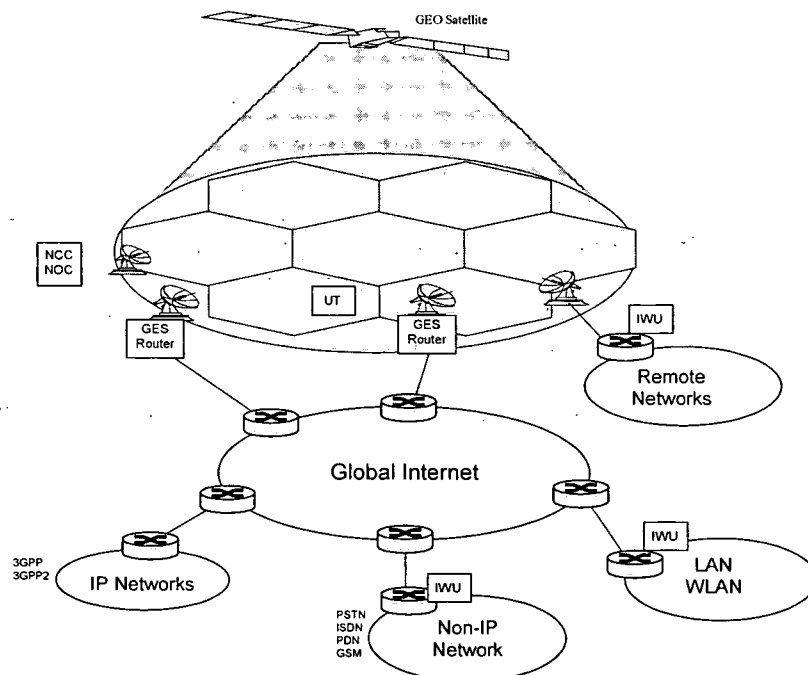 GEO Satellite
NCC
NOC
UT
GES
Router
GES
Router
IWU
Remote
Networks
Global Internet
3GPP
3GPP2
IP Networks
IWU
LAN
WLAN
PSTN
ISDN
PDN
GSM
IWU
Non-IP
Network